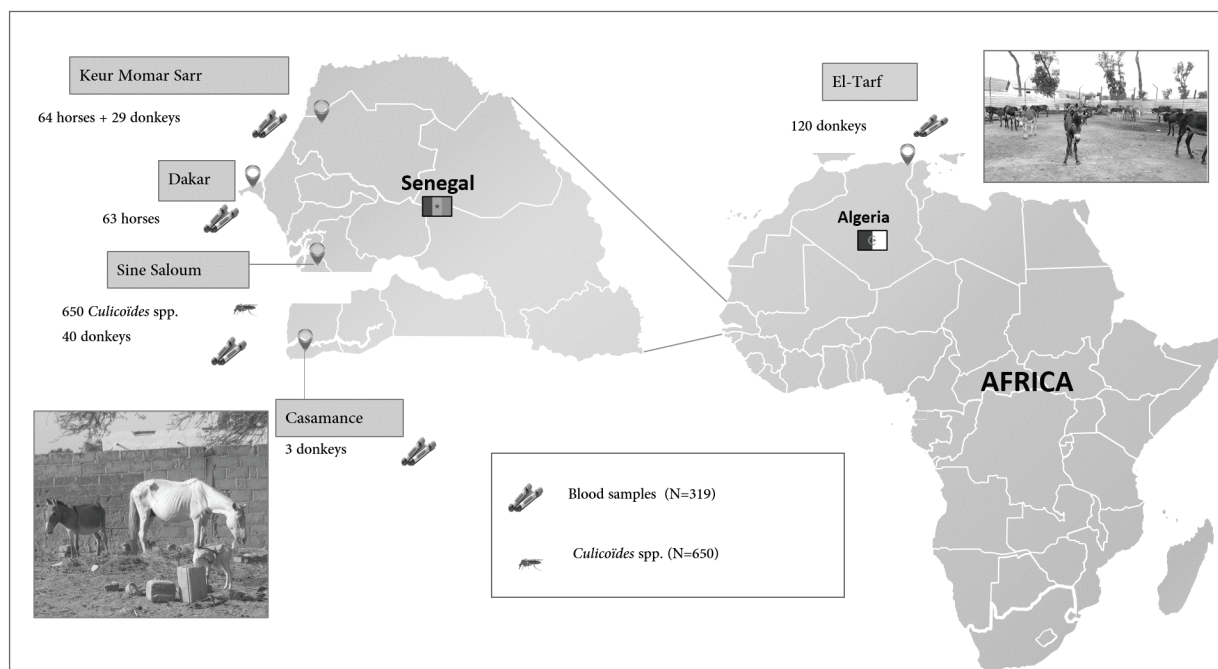 Keur Momar Sarr
64 horses + 29 donkeys
Dakar
63 horses
Sine Saloum
650 Culicoïdes spp.
40 donkeys
Casamance
3 donkeys
Senegal
El-Tarf
120 donkeys
Algeria
AFRICA
Blood samples (N=319)
Culicoïdes spp. (N=650)